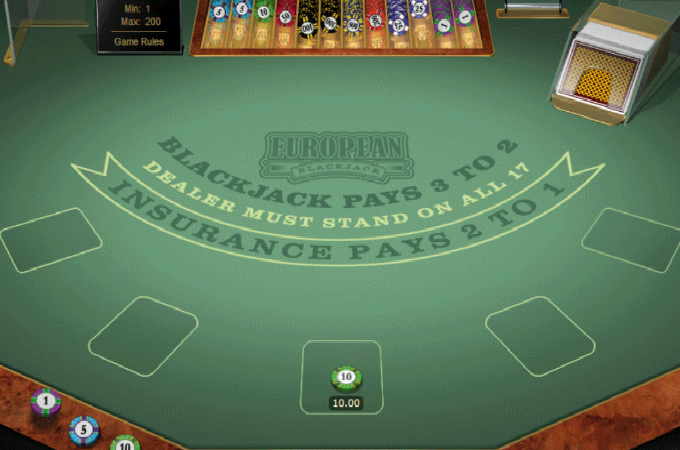 Min: 1
Max: 200
Game Rules
EUROPEAN
BLACKJACK
BLACKJACK PAYS 3 TO 2
DEALER MUST STAND ON ALL 17
INSURANCE PAYS 2 TO 1
10
10.00
1
5
10